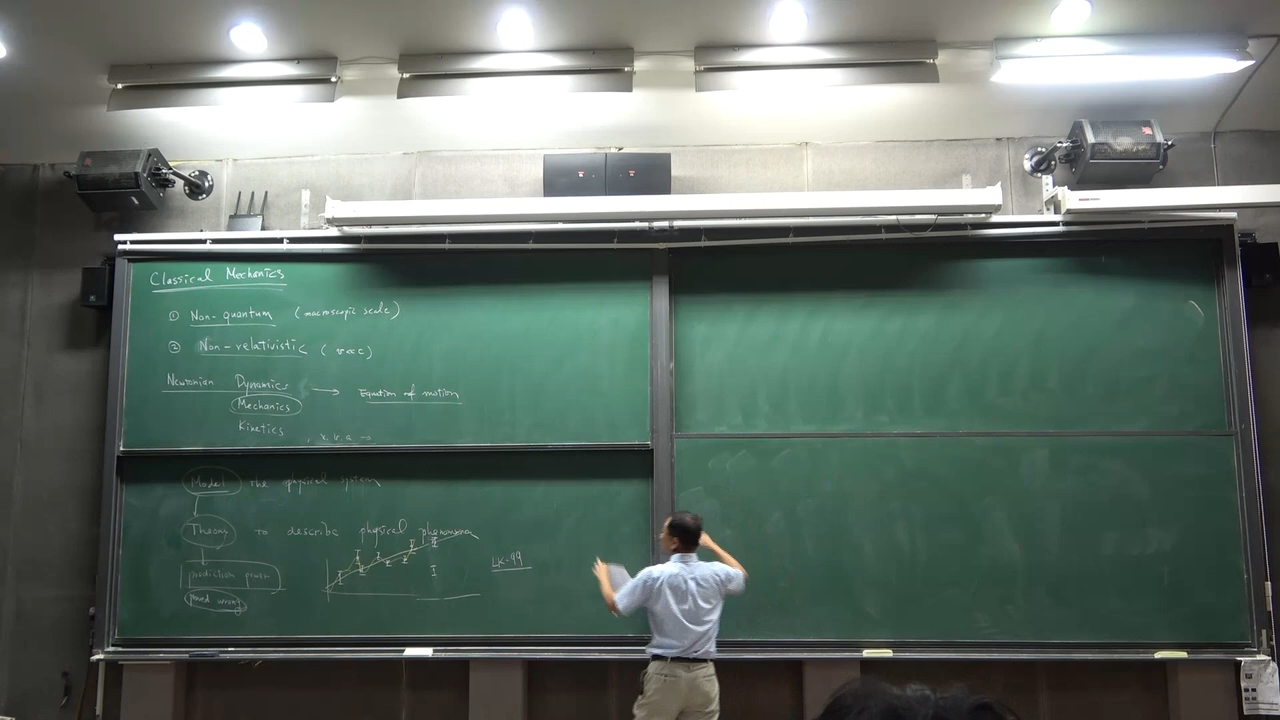 Classical Mechanics
① Non-quantum (macroscopic scale)
② Non-relativistic (v≪c)
Newtonian Dynamics → Equation of motion
Mechanics
Kinetics
x, v, a
Model the physical system
Theory to describe physical phenomenon
LK-99
prediction power
proved wrong